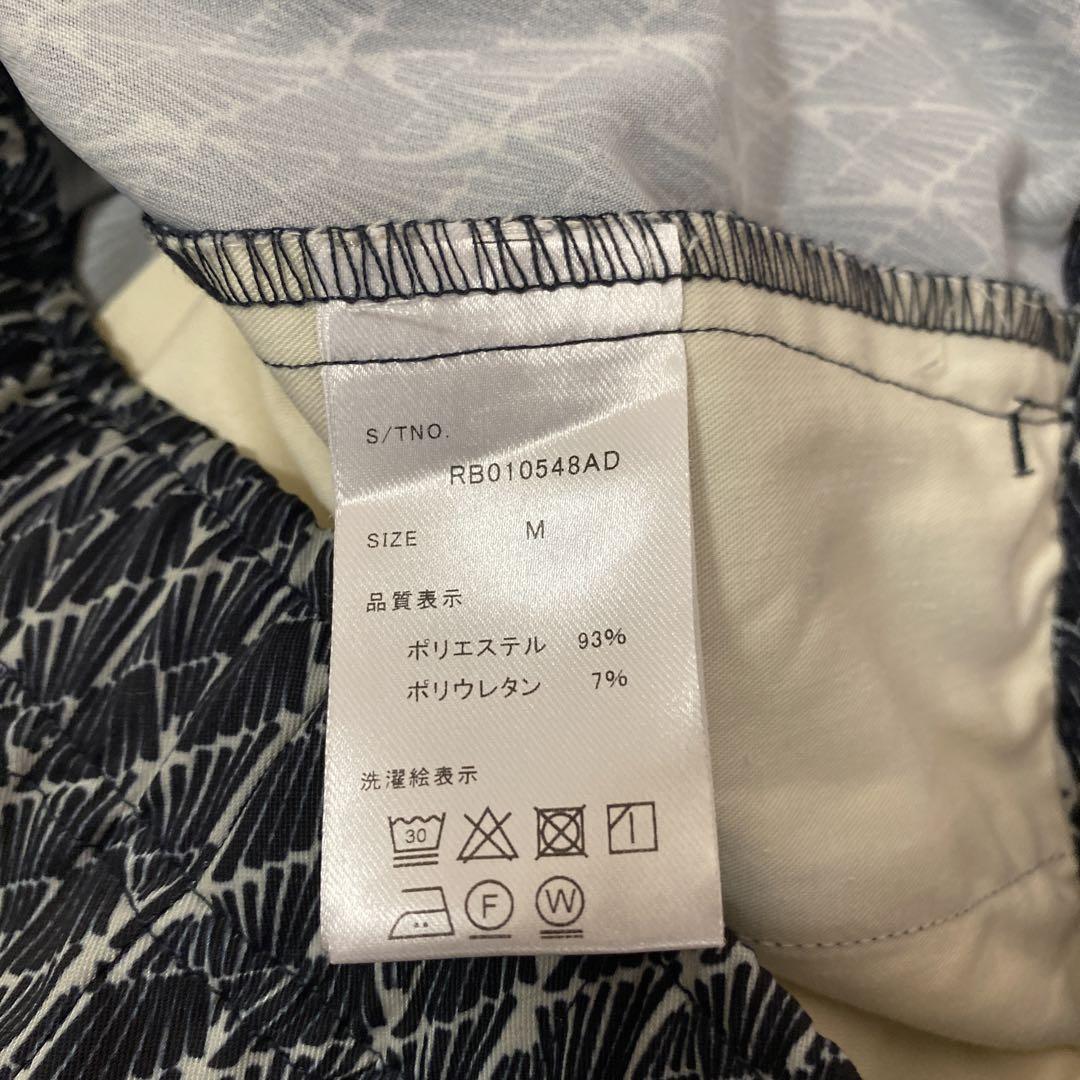 S/TNO.
RB010548AD
SIZE M
品質表示
ポリエステル 93%
ポリウレタン 7%
洗濯絵表示
30
F W